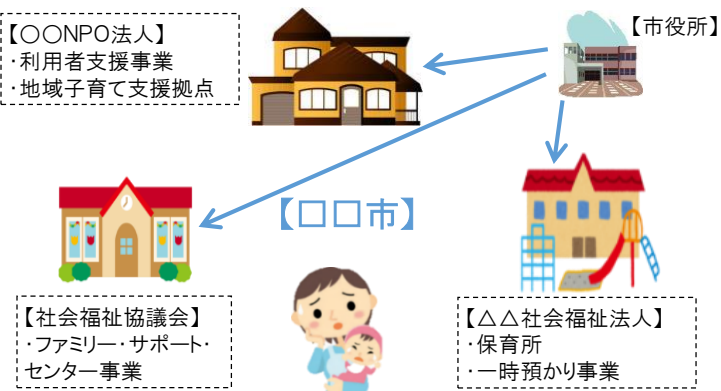 【〇〇NPO法人】
・利用者支援事業
・地域子育て支援拠点
【市役所】
【□□市】
【社会福祉協議会】
・ファミリー・サポート・
センター事業
【△△社会福祉法人】
・保育所
・一時預かり事業